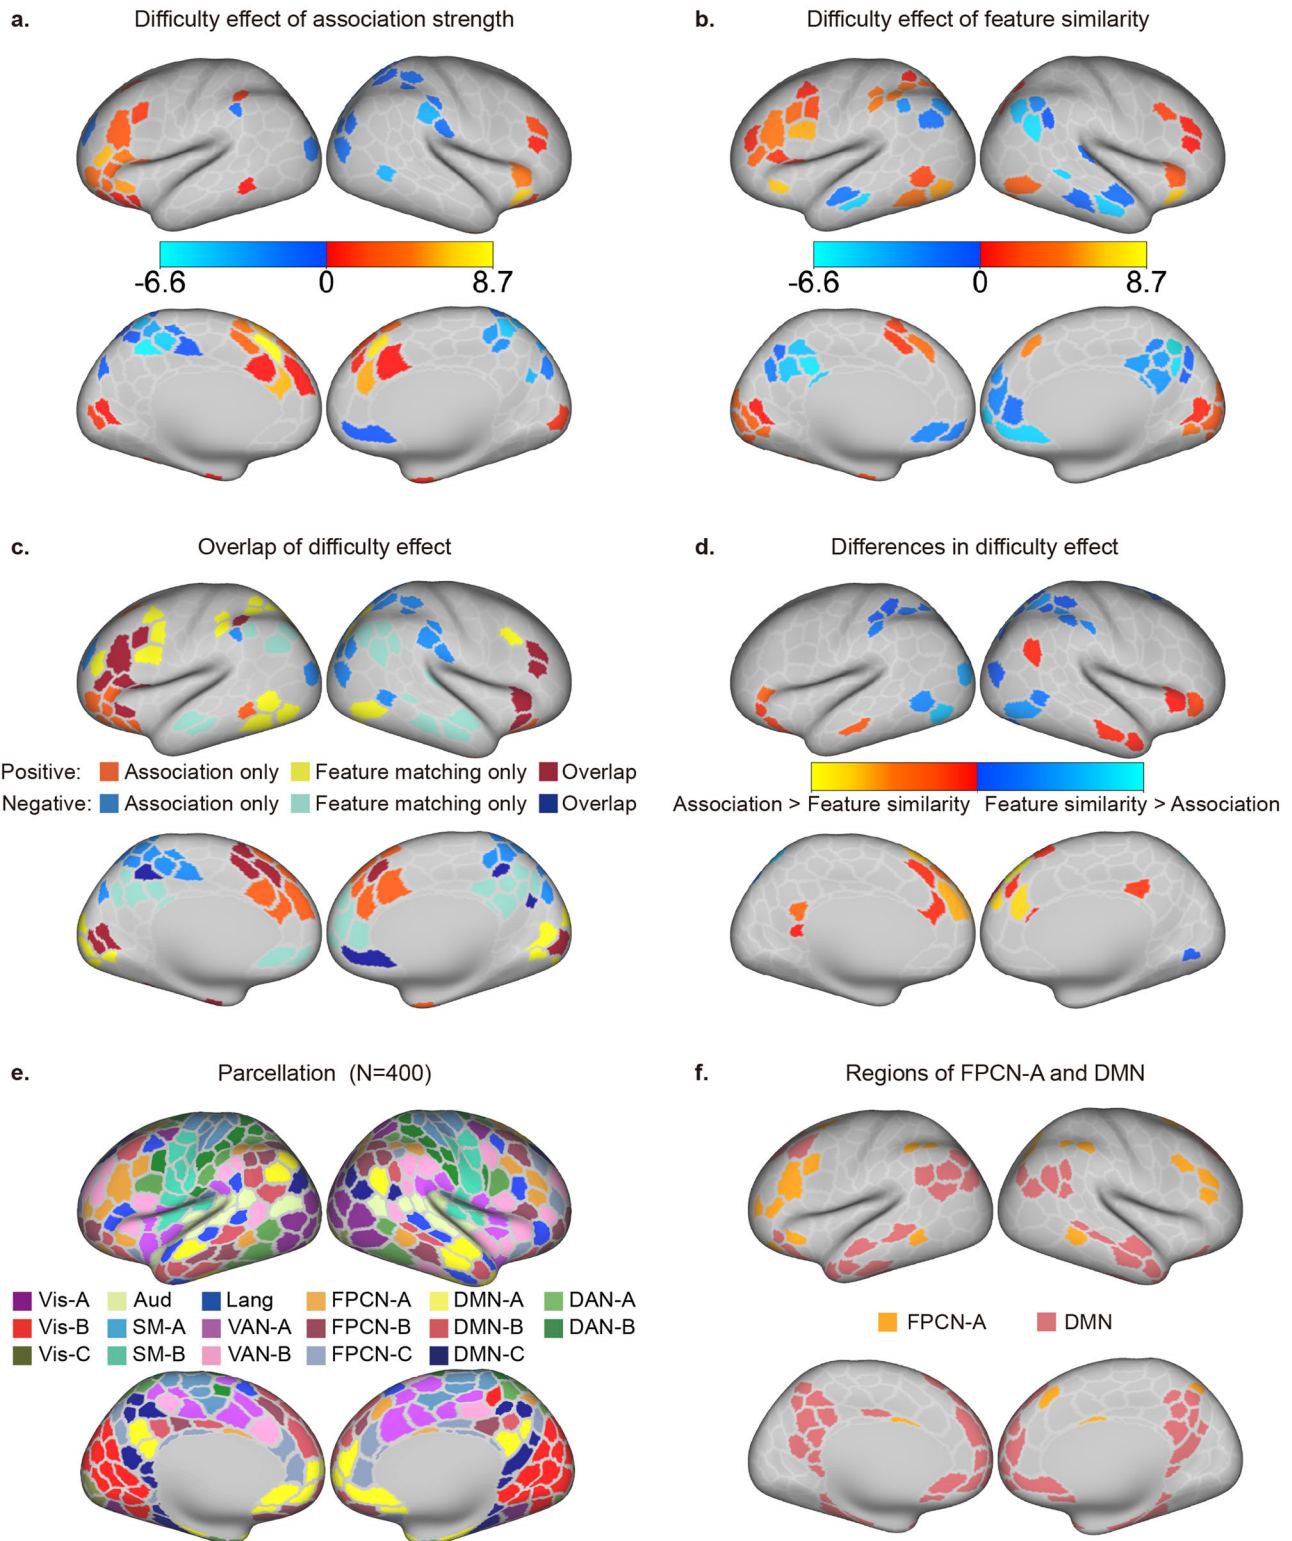 a. Difficulty effect of association strength
b. Difficulty effect of feature similarity
-6.6 0 8.7
-6.6 0 8.7
c. Overlap of difficulty effect
d. Differences in difficulty effect
Positive: Association only Feature matching only Overlap
Negative: Association only Feature matching only Overlap
Association > Feature similarity Feature similarity > Association
e. Parcellation (N=400)
f. Regions of FPCN-A and DMN
Vis-A Aud Lang FPCN-A DMN-A DAN-A
Vis-B SM-A VAN-A FPCN-B DMN-B DAN-B
Vis-C SM-B VAN-B FPCN-C DMN-C
FPCN-A DMN